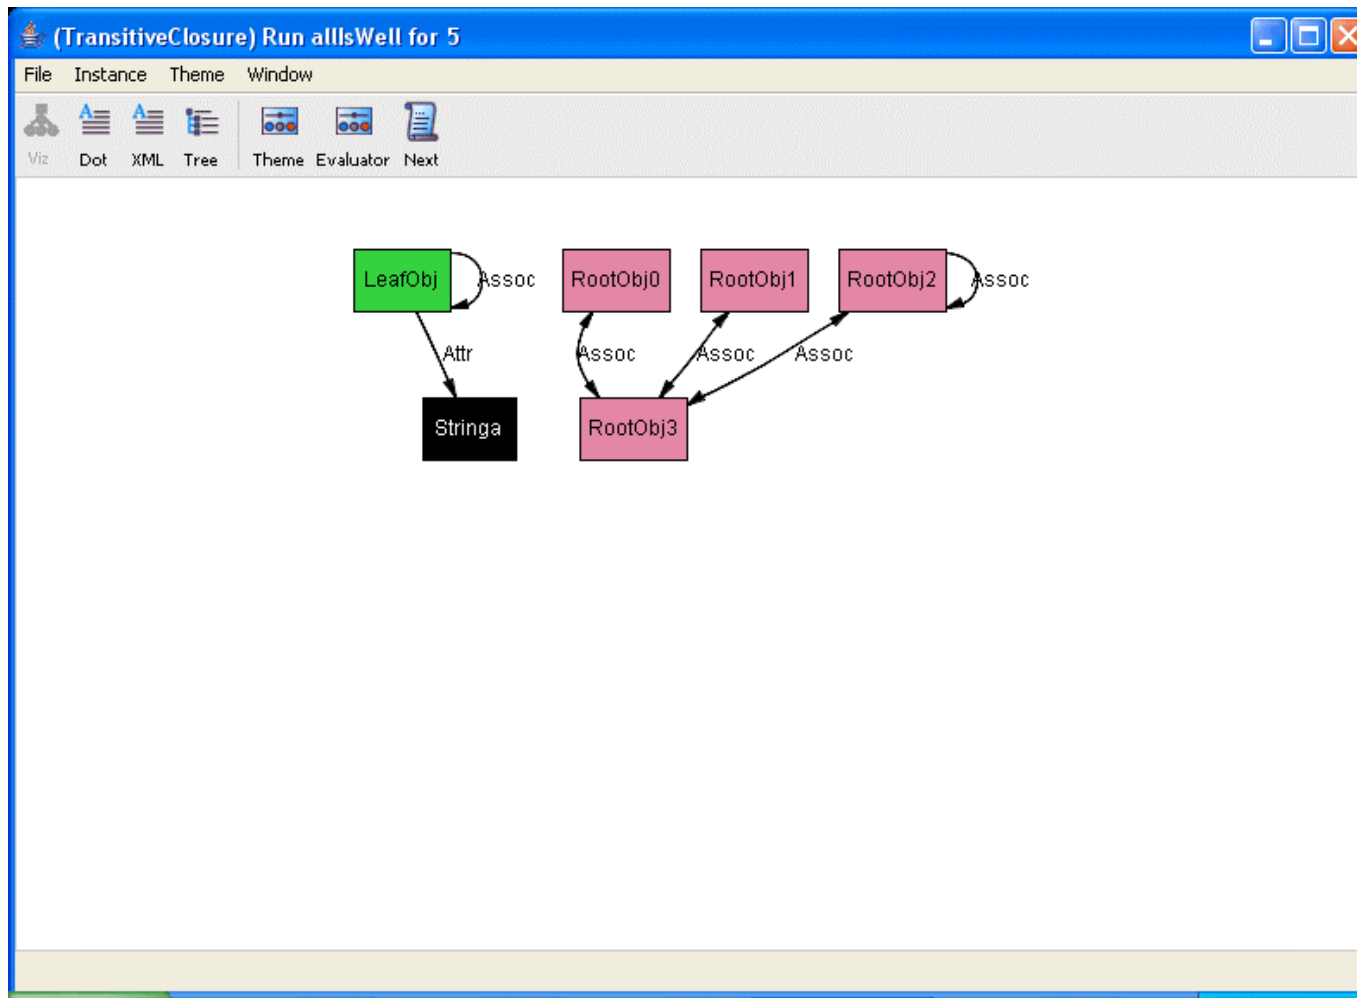 (TransitiveClosure) Run allIsWell for 5
File Instance Theme Window
Viz Dot XML Tree Theme Evaluator Next
LeafObj Assoc RootObj0 RootObj1 RootObj2 Assoc
Attr Assoc Assoc Assoc
Stringa RootObj3